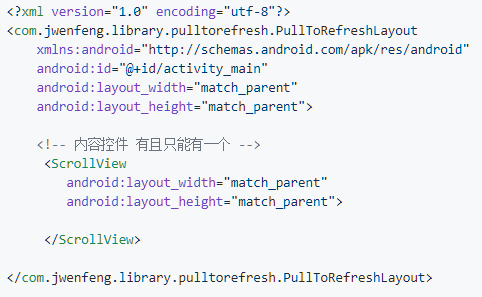 <?xml version="1.0" encoding="utf-8"?>
<com.jwenfeng.library.pulltorefresh.PullToRefreshLayout
    xmlns:android="http://schemas.android.com/apk/res/android"
    android:id="@+id/activity_main"
    android:layout_width="match_parent"
    android:layout_height="match_parent">
    <!-- 内容控件 有且只能有一个 -->
     <ScrollView
        android:layout_width="match_parent"
        android:layout_height="match_parent">
     </ScrollView>
</com.jwenfeng.library.pulltorefresh.PullToRefreshLayout>